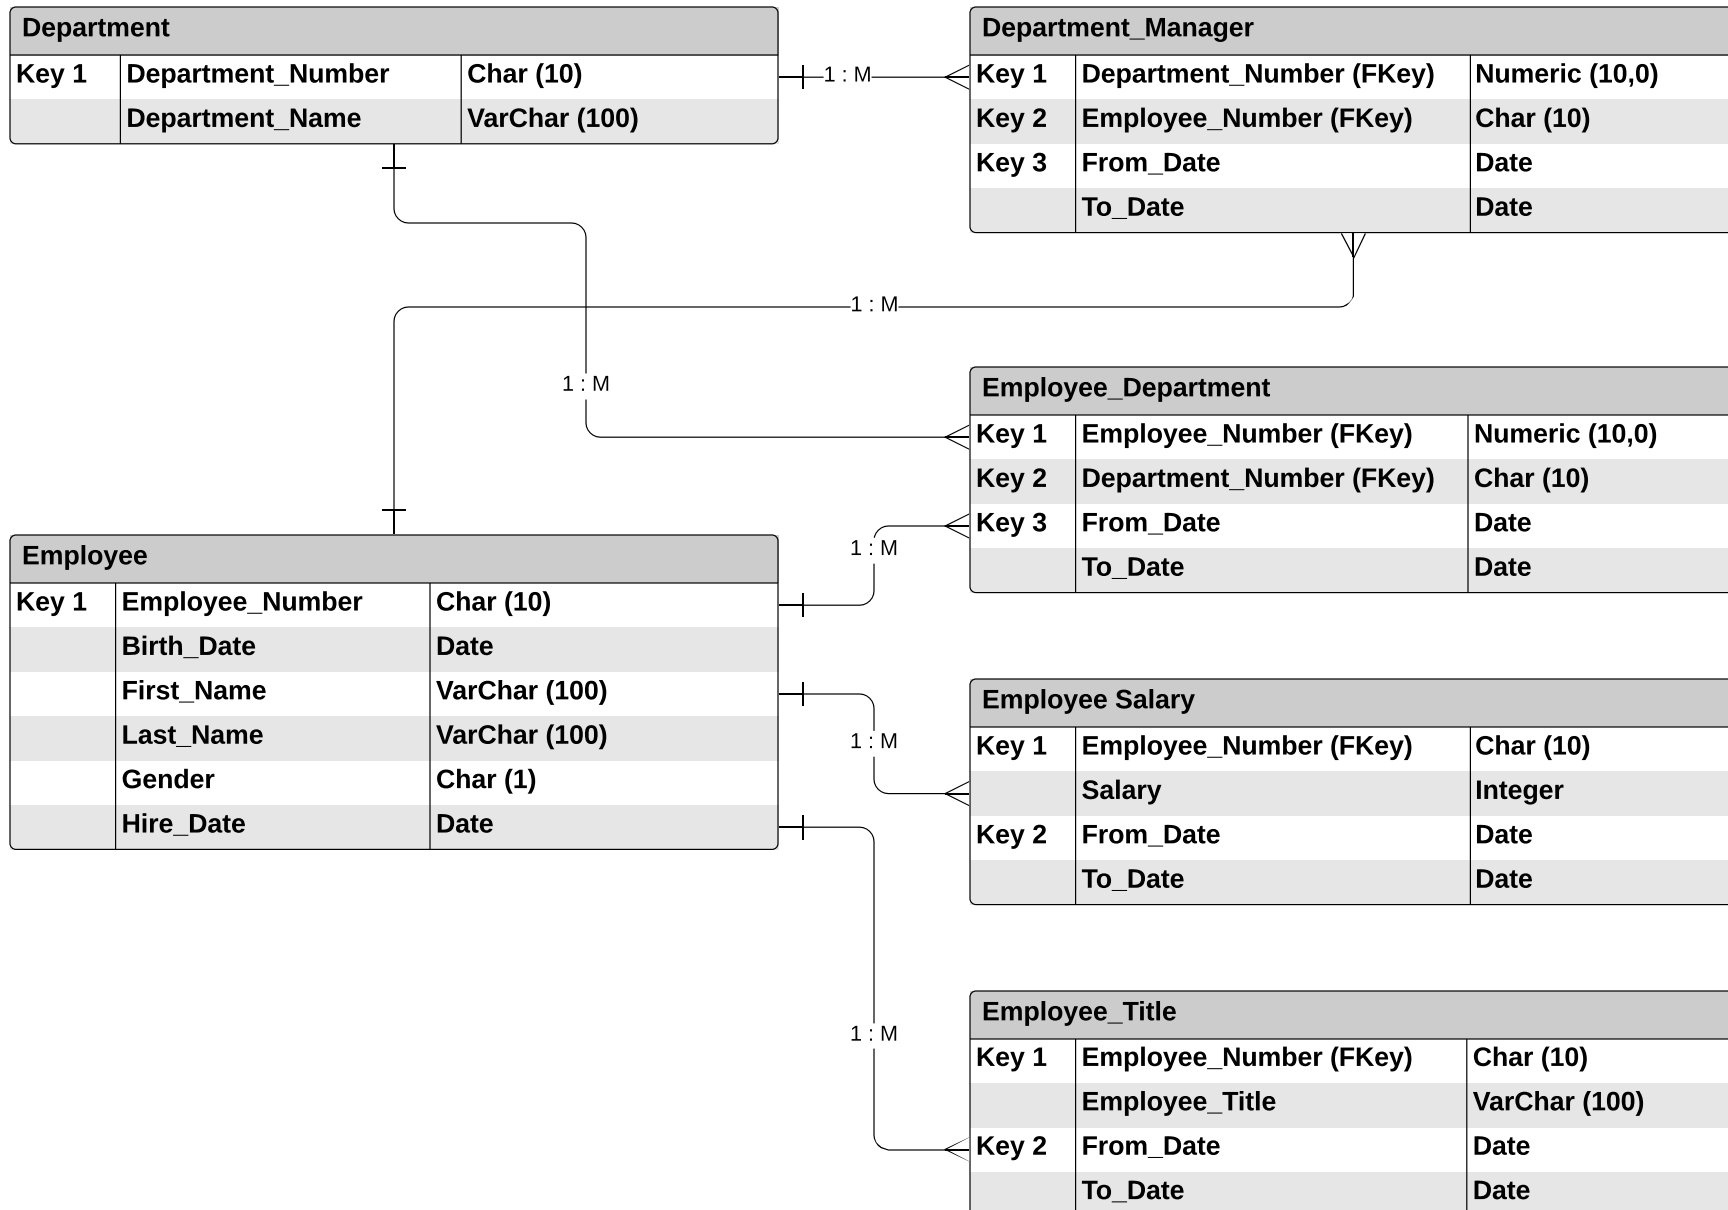 Department
Key 1 Department_Number Char (10)
Department_Name VarChar (100)
1 : M
Department_Manager
Key 1 Department_Number (FKey) Numeric (10,0)
Key 2 Employee_Number (FKey) Char (10)
Key 3 From_Date Date
To_Date Date
1 : M
1 : M
Employee_Department
Key 1 Employee_Number (FKey) Numeric (10,0)
Key 2 Department_Number (FKey) Char (10)
Key 3 From_Date Date
To_Date Date
1 : M
Employee
Key 1 Employee_Number Char (10)
Birth_Date Date
First_Name VarChar (100)
Last_Name VarChar (100)
Gender Char (1)
Hire_Date Date
1 : M
Employee Salary
Key 1 Employee_Number (FKey) Char (10)
Salary Integer
Key 2 From_Date Date
To_Date Date
1 : M
Employee_Title
Key 1 Employee_Number (FKey) Char (10)
Employee_Title VarChar (100)
Key 2 From_Date Date
To_Date Date